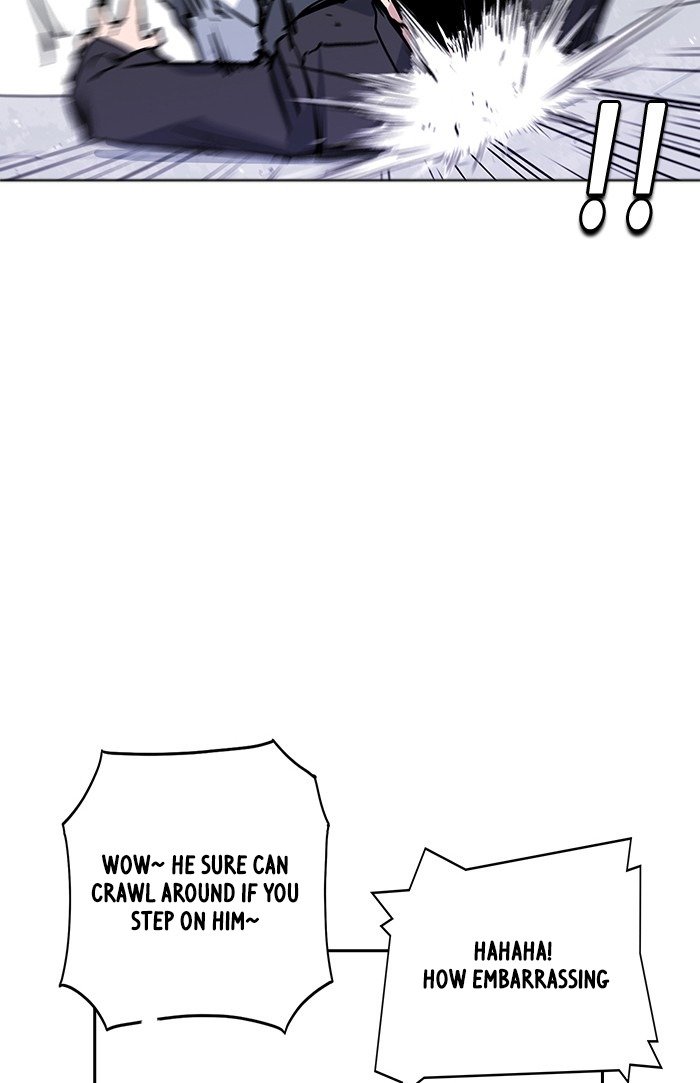 !!
WOW~ HE SURE CAN
CRAWL AROUND IF YOU
STEP ON HIM~
HAHAHA!
HOW EMBARRASSING